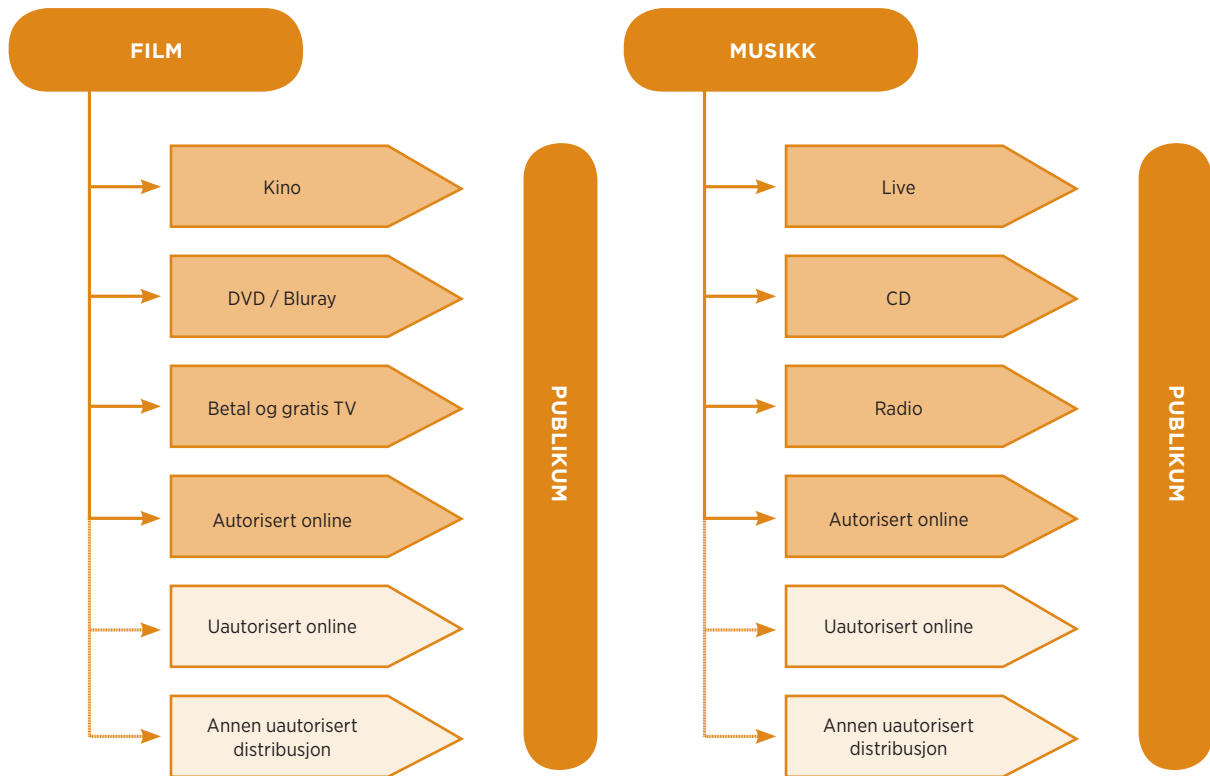 FILM
Kino
DVD / Bluray
Betal og gratis TV
Autorisert online
Uautorisert online
Annen uautorisert
distribusjon
PUBLIKUM
MUSIKK
Live
CD
Radio
Autorisert online
Uautorisert online
Annen uautorisert
distribusjon
PUBLIKUM